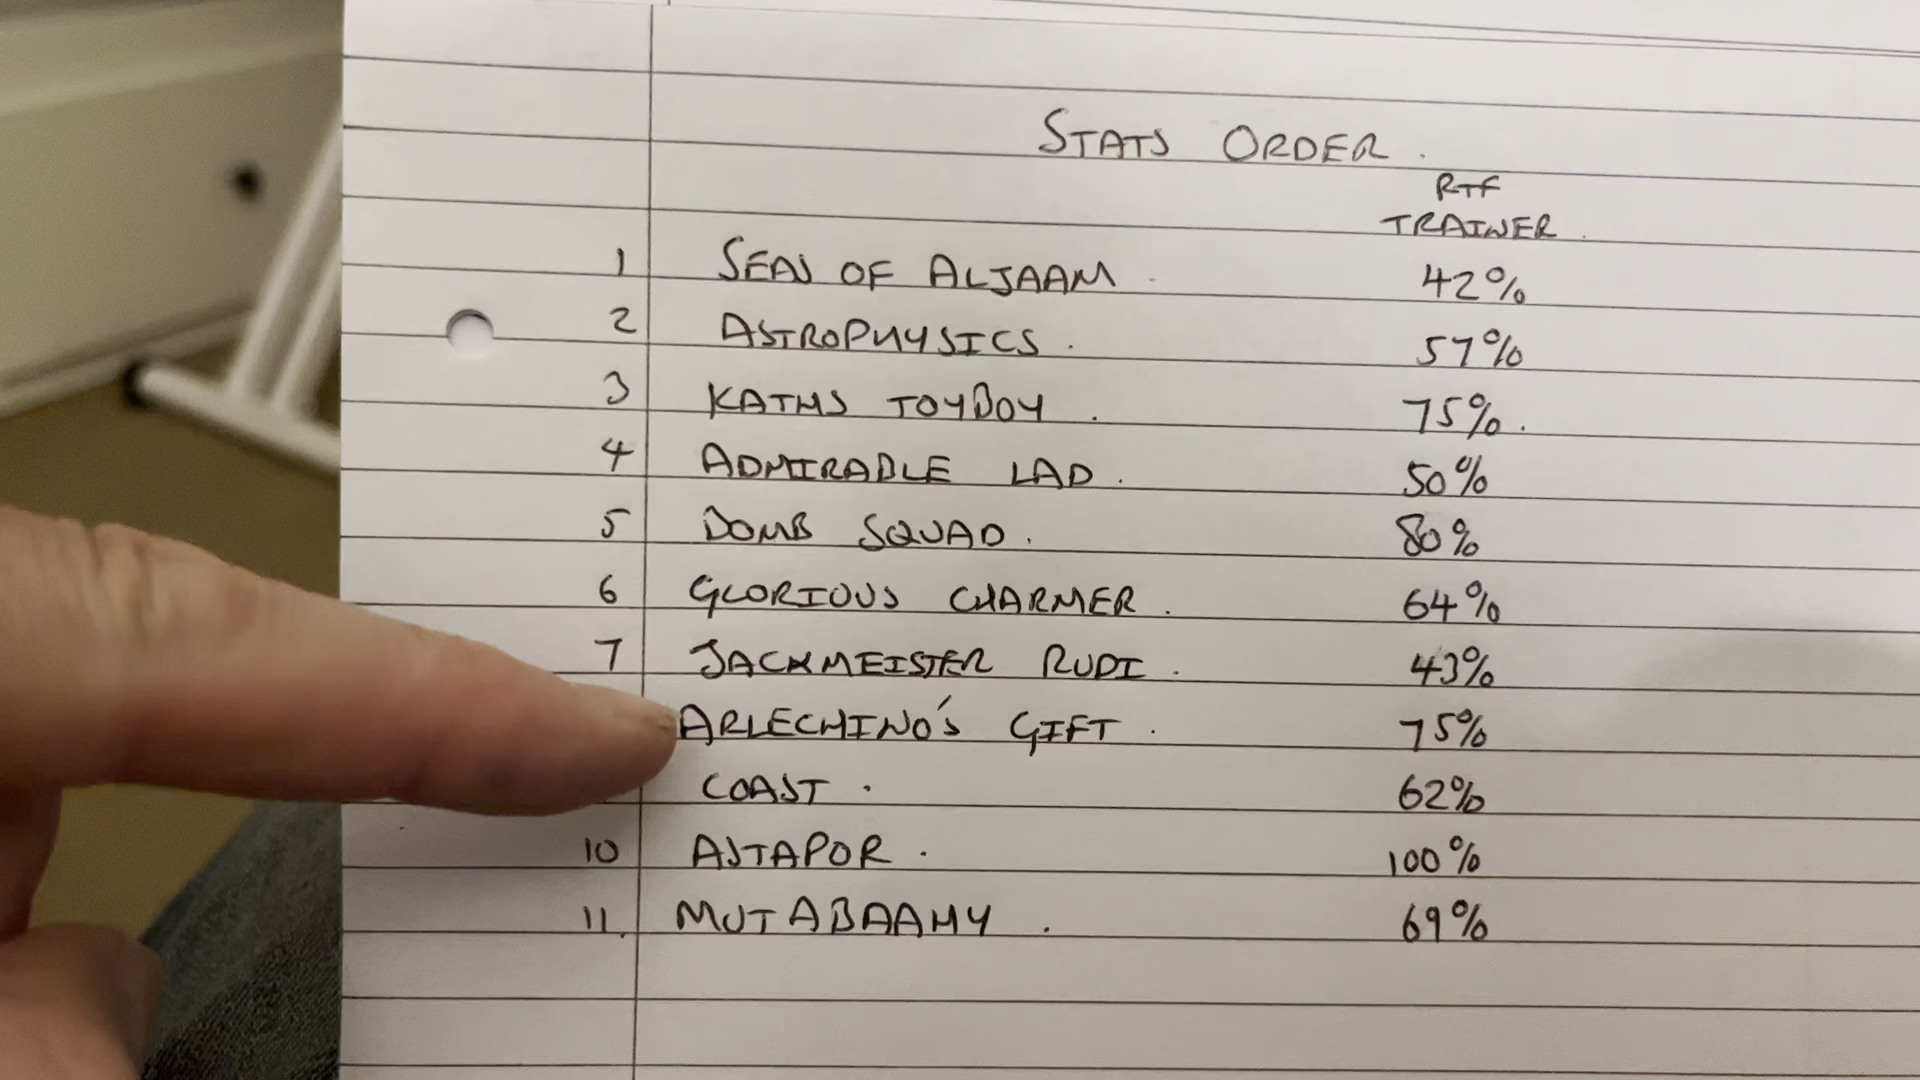 STATS ORDER.
RTF
TRAINER.
1 SEAS OF ALJAAM. 42%
2 ASTROPHYSICS. 57%
3 KATHS TOYBOY. 75%.
4 ADMIRABLE LAD. 50%
5 BOMB SQUAD. 80%
6 GLORIOUS CHARMER. 64%
7 JACKMEISTER RUDI. 43%
ARLECHINO'S GIFT. 75%
COAST. 62%
10 ASTAPOR. 100%
11. MUTABAAHY. 69%